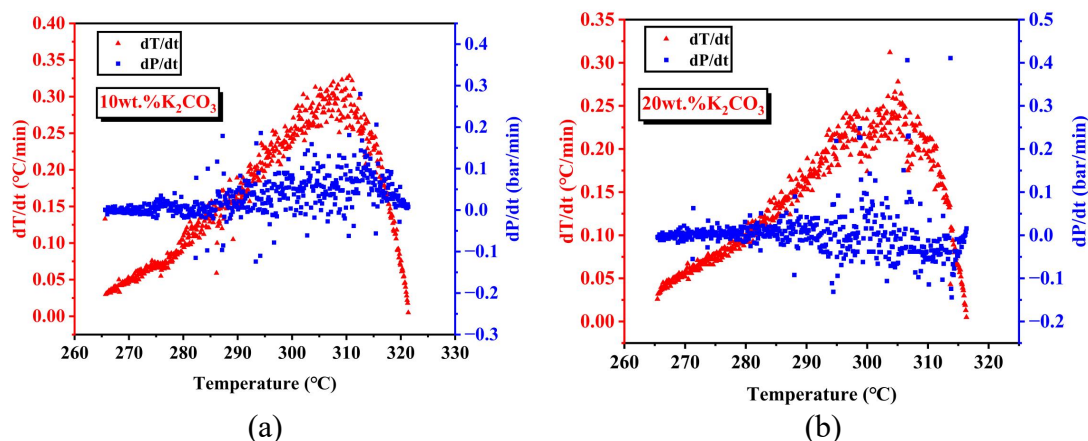 0.40
0.35
0.30
0.25
0.20
0.15
0.10
0.05
0.00
dT/dt (°C/min)
dT/dt
dP/dt
10wt.%K₂CO₃
0.4
0.3
0.2
0.1
0.0
−0.1
−0.2
−0.3
dP/dt (bar/min)
260 270 280 290 300 310 320 330
Temperature (°C)
(a)
0.35
0.30
0.25
0.20
0.15
0.10
0.05
0.00
dT/dt (°C/min)
dT/dt
dP/dt
20wt.%K₂CO₃
0.5
0.4
0.3
0.2
0.1
0.0
−0.1
−0.2
dP/dt (bar/min)
260 280 300 320
Temperature (°C)
(b)